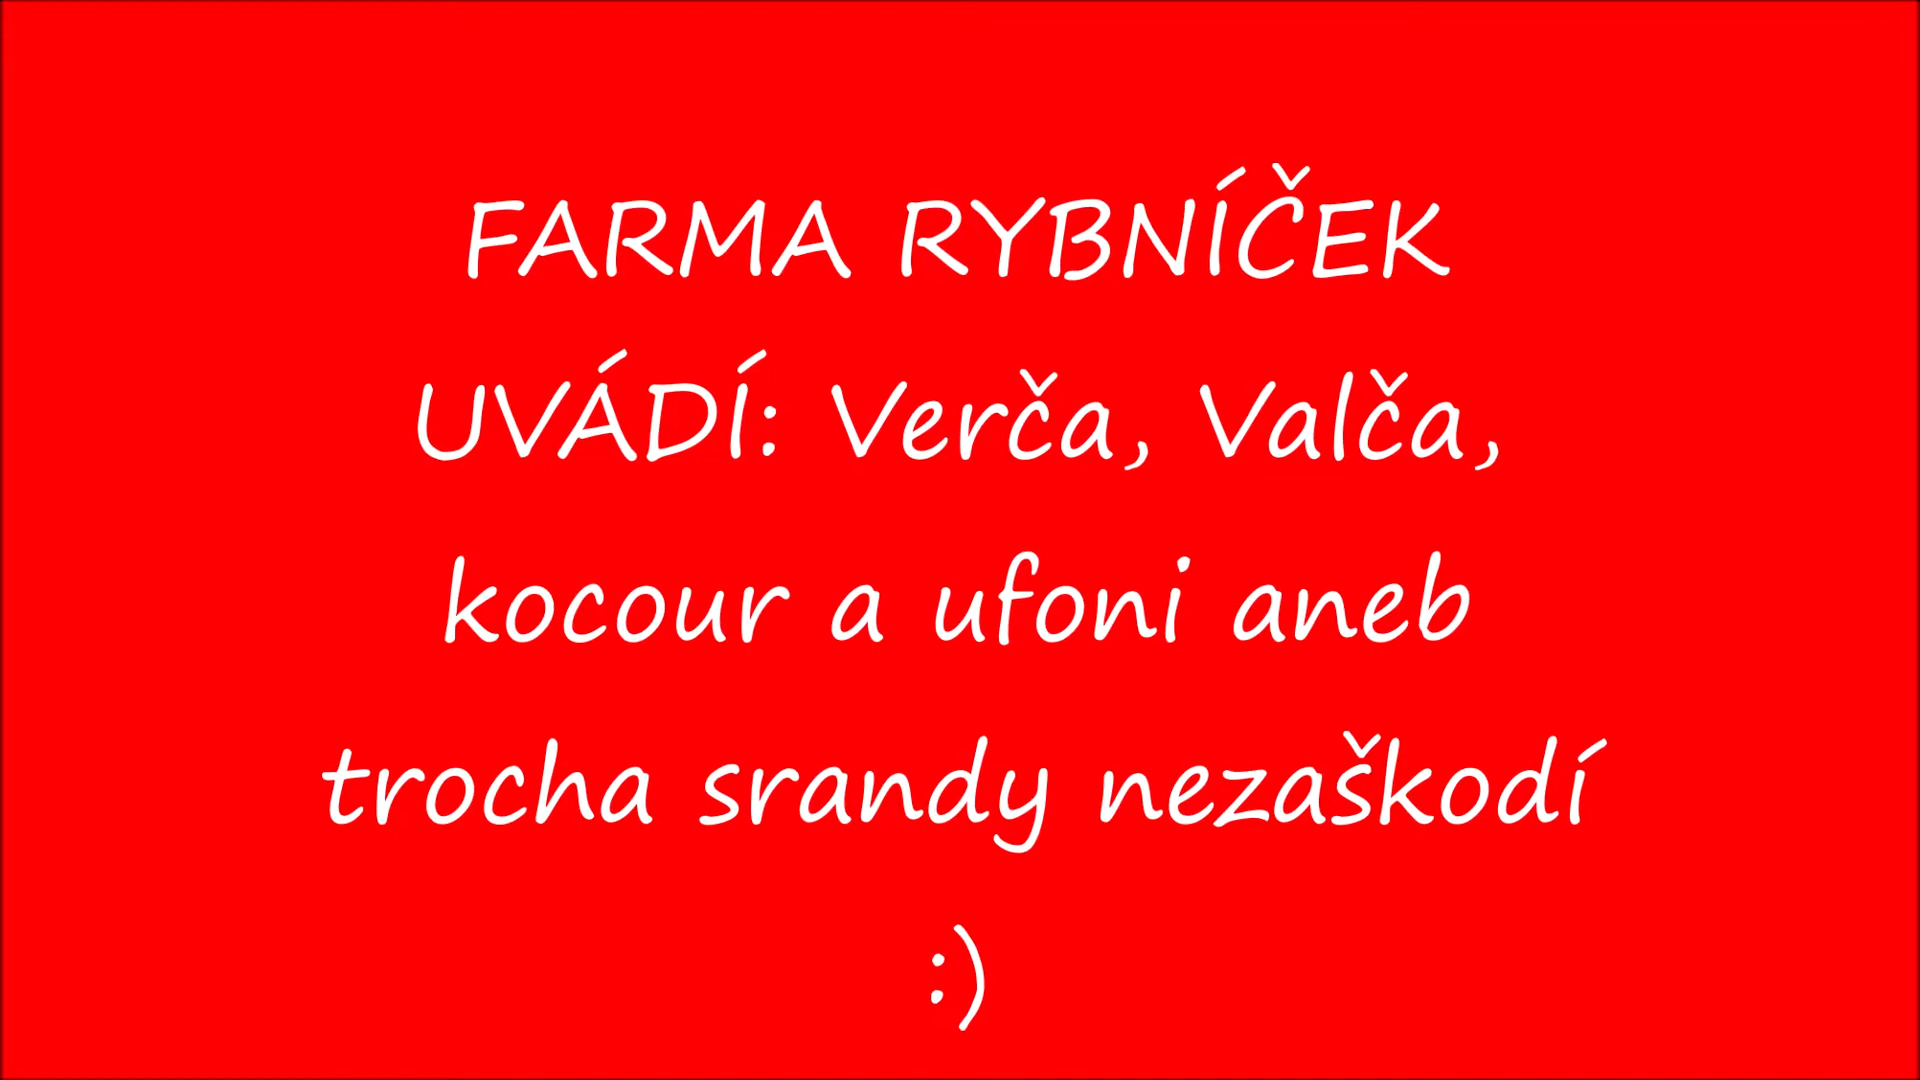 FARMA RYBNÍČEK
UVÁDÍ: Verča, Valča,
kocour a ufoni aneb
trocha srandy nezaškodí
:)